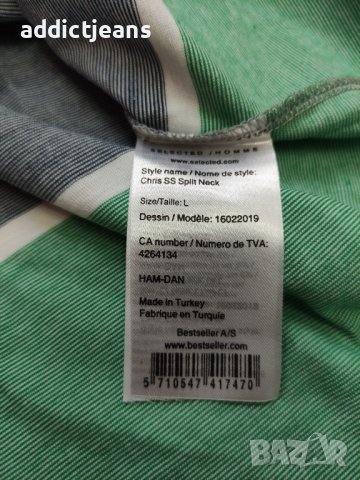 addictjeans
SELECTED / HOMME
www.selected.com
Style name / Nome de style:
Chris SS Split Neck
Size/Taille: L
Dessin / Modèle: 16022019
CA number / Numero de TVA:
4264134
HAM-DAN
Made in Turkey
Fabrique en Turquie
Bestseller A/S
www.bestseller.com
5 710547 417470
BAZAR